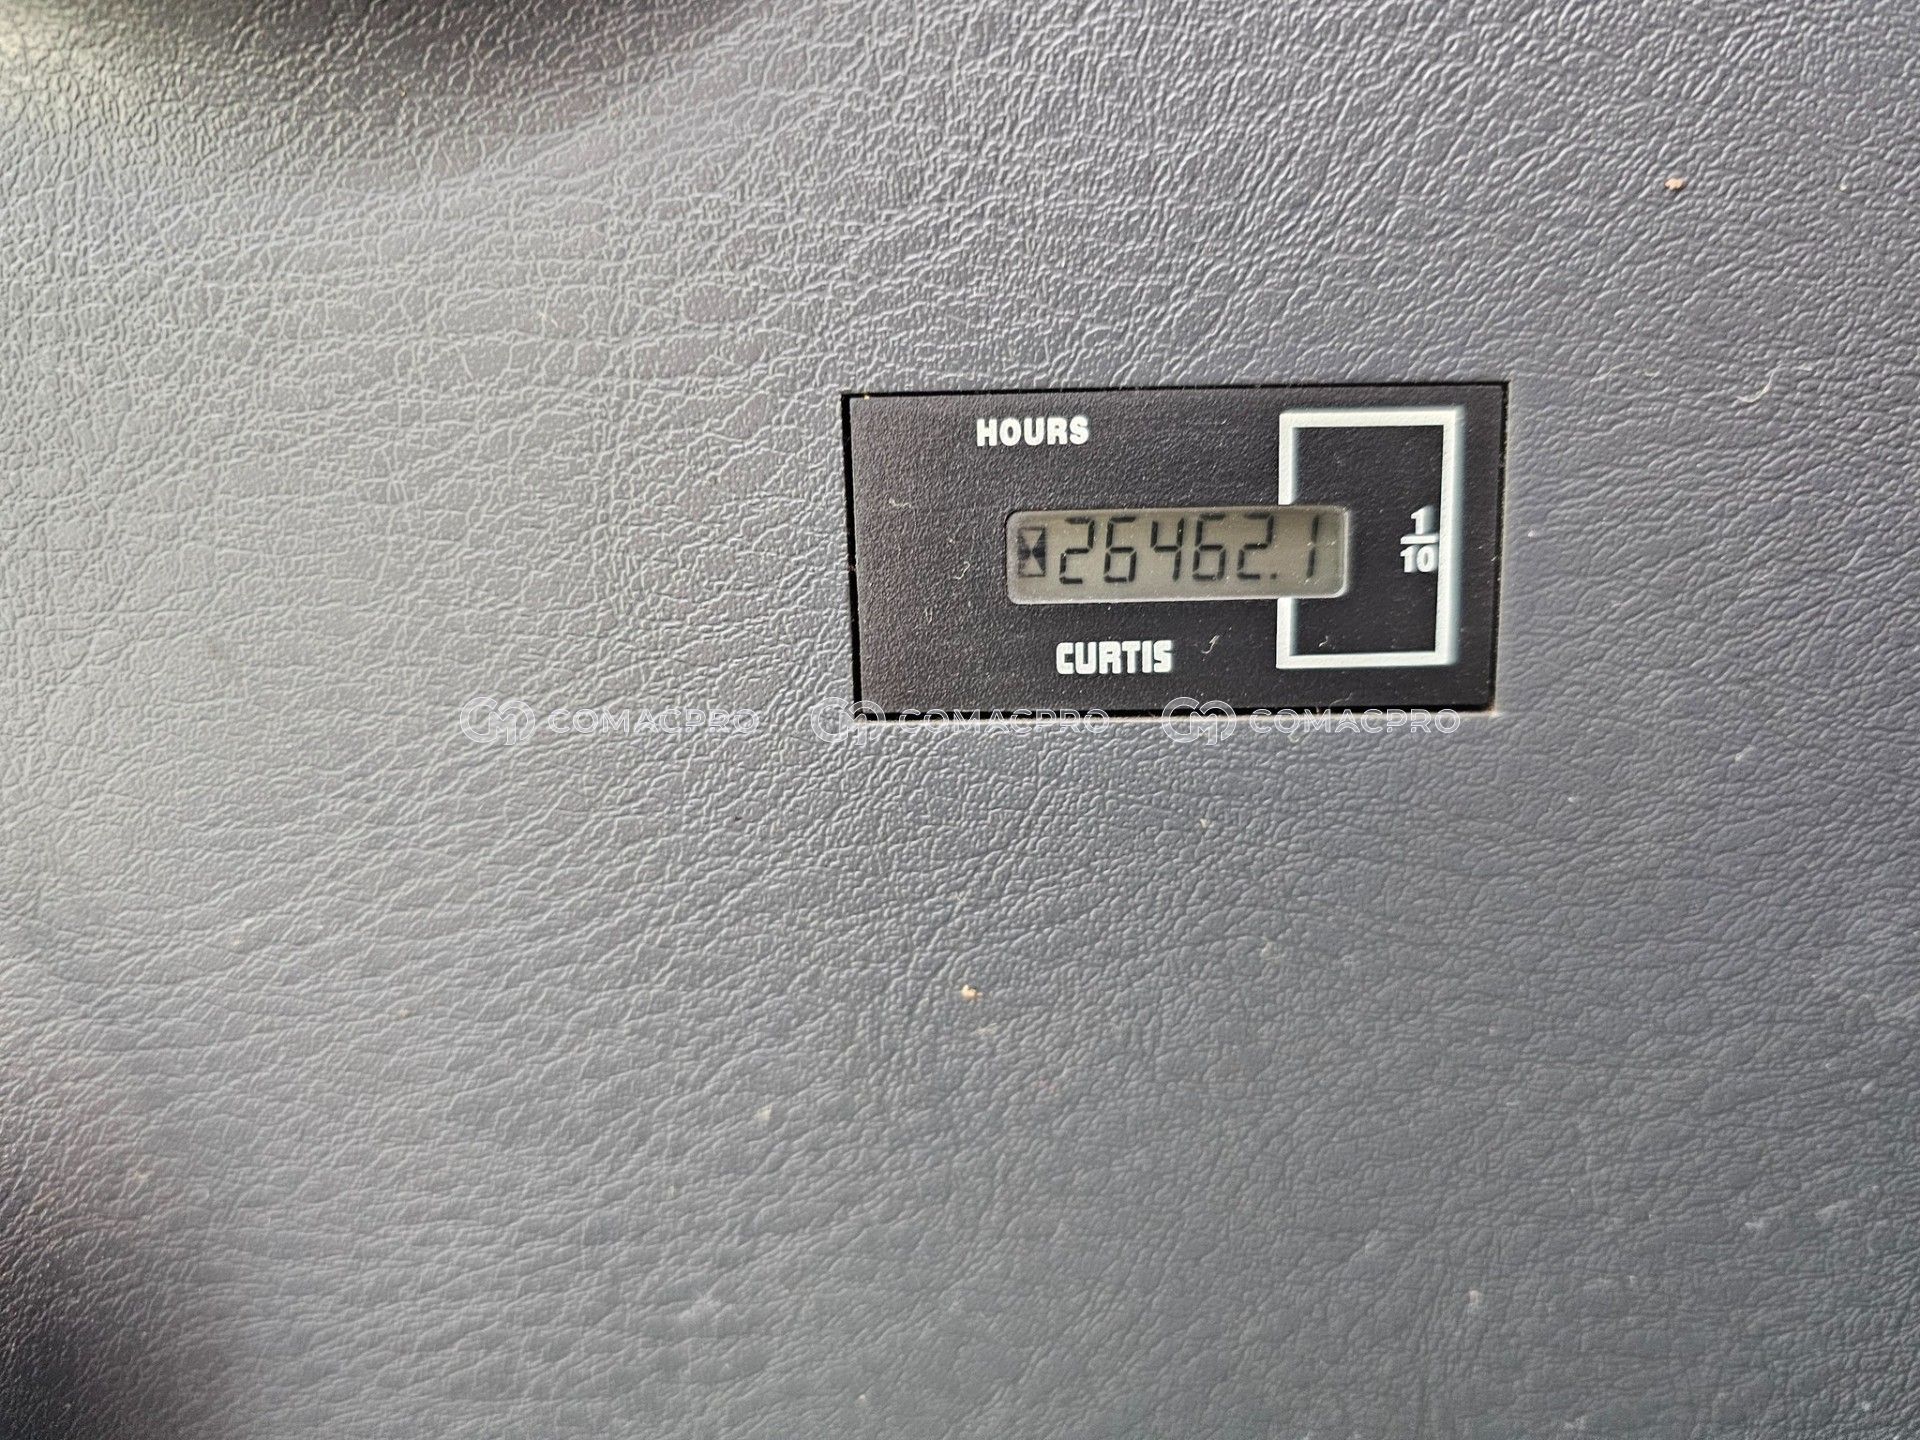 HOURS
26462.1
1
10
CURTIS
COMACPRO COMACPRO COMACPRO